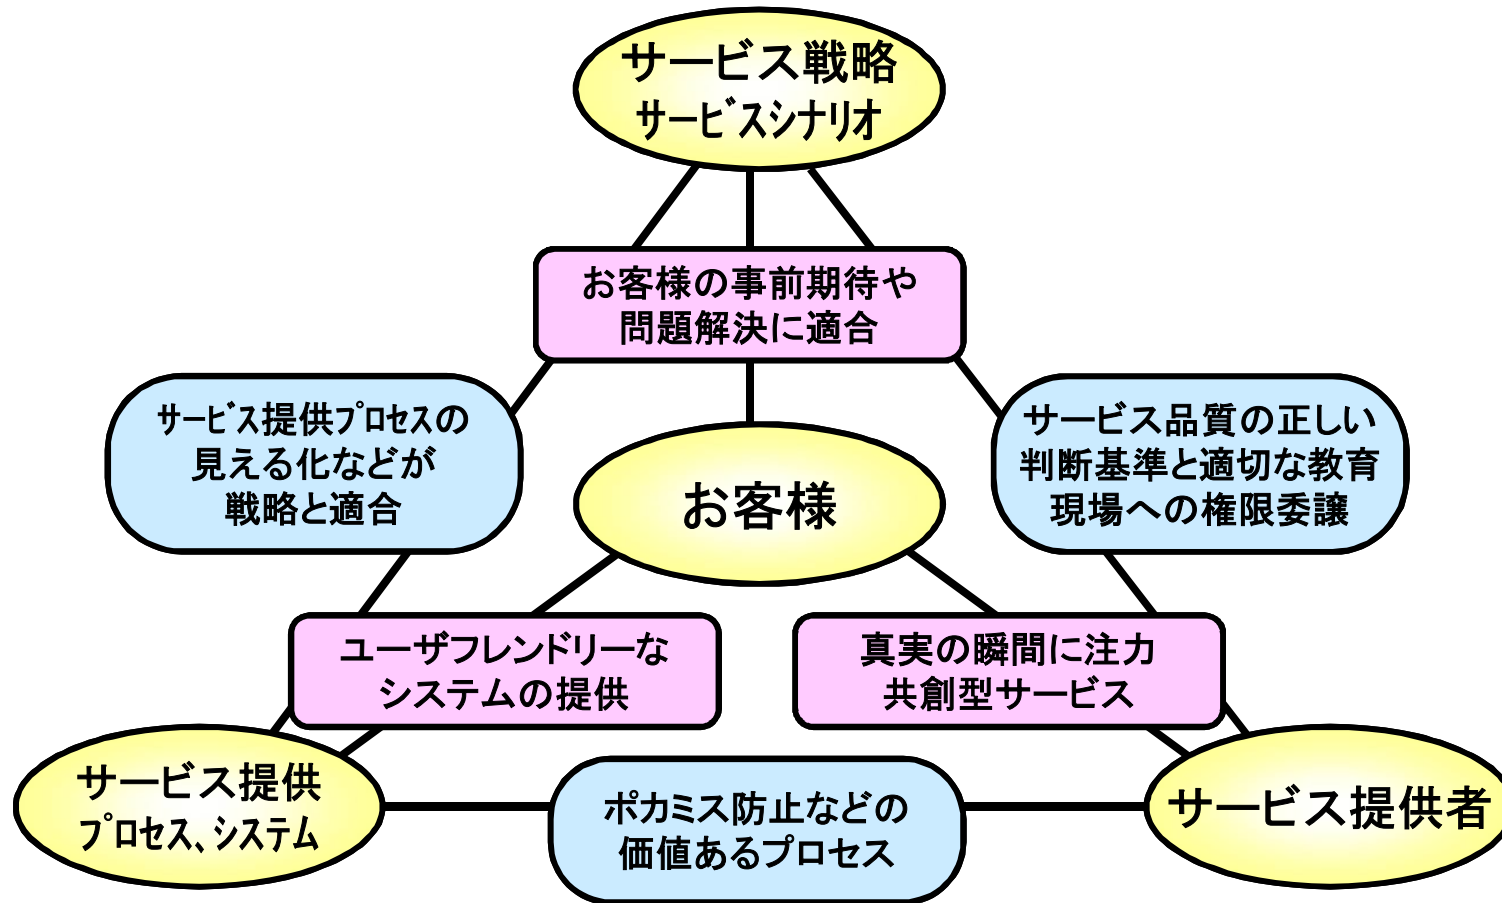 サービス戦略
サービスシナリオ
お客様の事前期待や
問題解決に適合
サービス提供プロセスの
見える化などが
戦略と適合
サービス品質の正しい
判断基準と適切な教育
現場への権限委譲
お客様
ユーザフレンドリーな
システムの提供
真実の瞬間に注力
共創型サービス
サービス提供
プロセス、システム
ポカミス防止などの
価値あるプロセス
サービス提供者